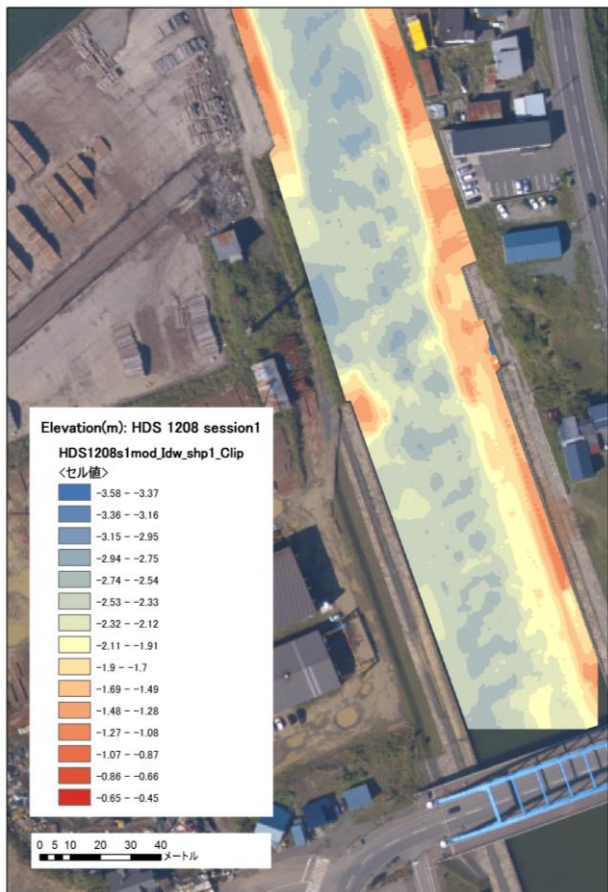 Elevation(m): HDS 1208 session1
HDS1208s1mod_Idw_shp1_Clip
<セル値>
-3.58 - -3.37
-3.36 - -3.16
-3.15 - -2.95
-2.94 - -2.75
-2.74 - -2.54
-2.53 - -2.33
-2.32 - -2.12
-2.11 - -1.91
-1.9 - -1.7
-1.69 - -1.49
-1.48 - -1.28
-1.27 - -1.08
-1.07 - -0.87
-0.86 - -0.66
-0.65 - -0.45
0 5 10 20 30 40
メートル